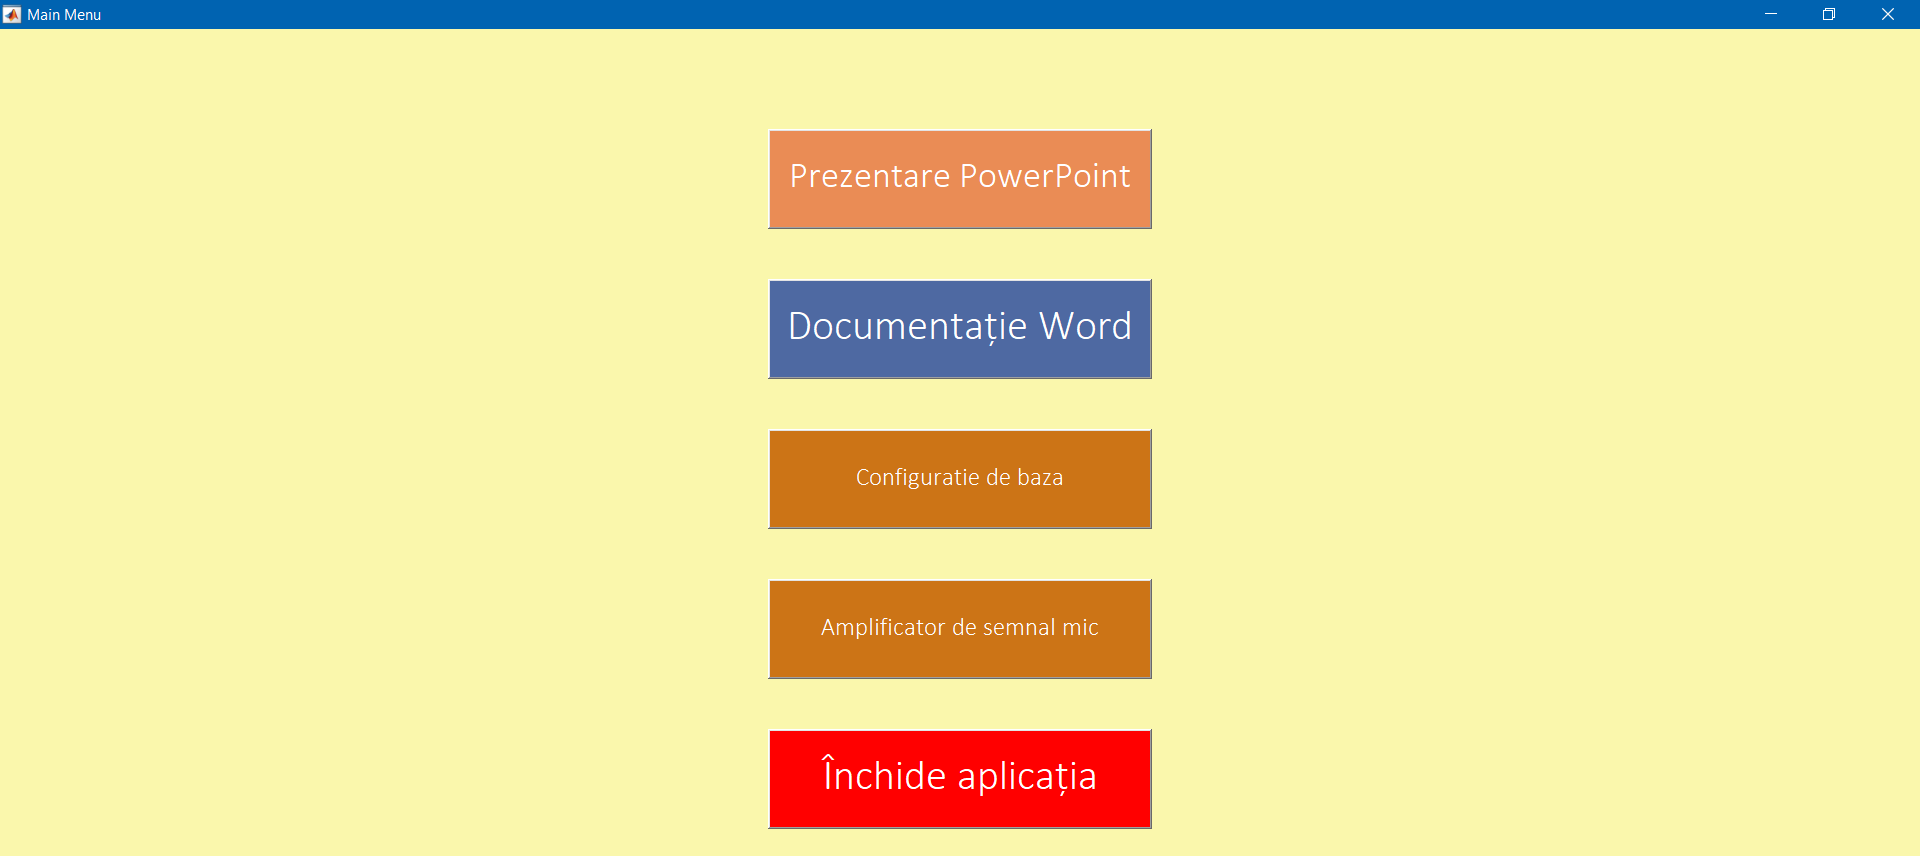 Main Menu
Prezentare PowerPoint
Documentație Word
Configuratie de baza
Amplificator de semnal mic
Închide aplicația